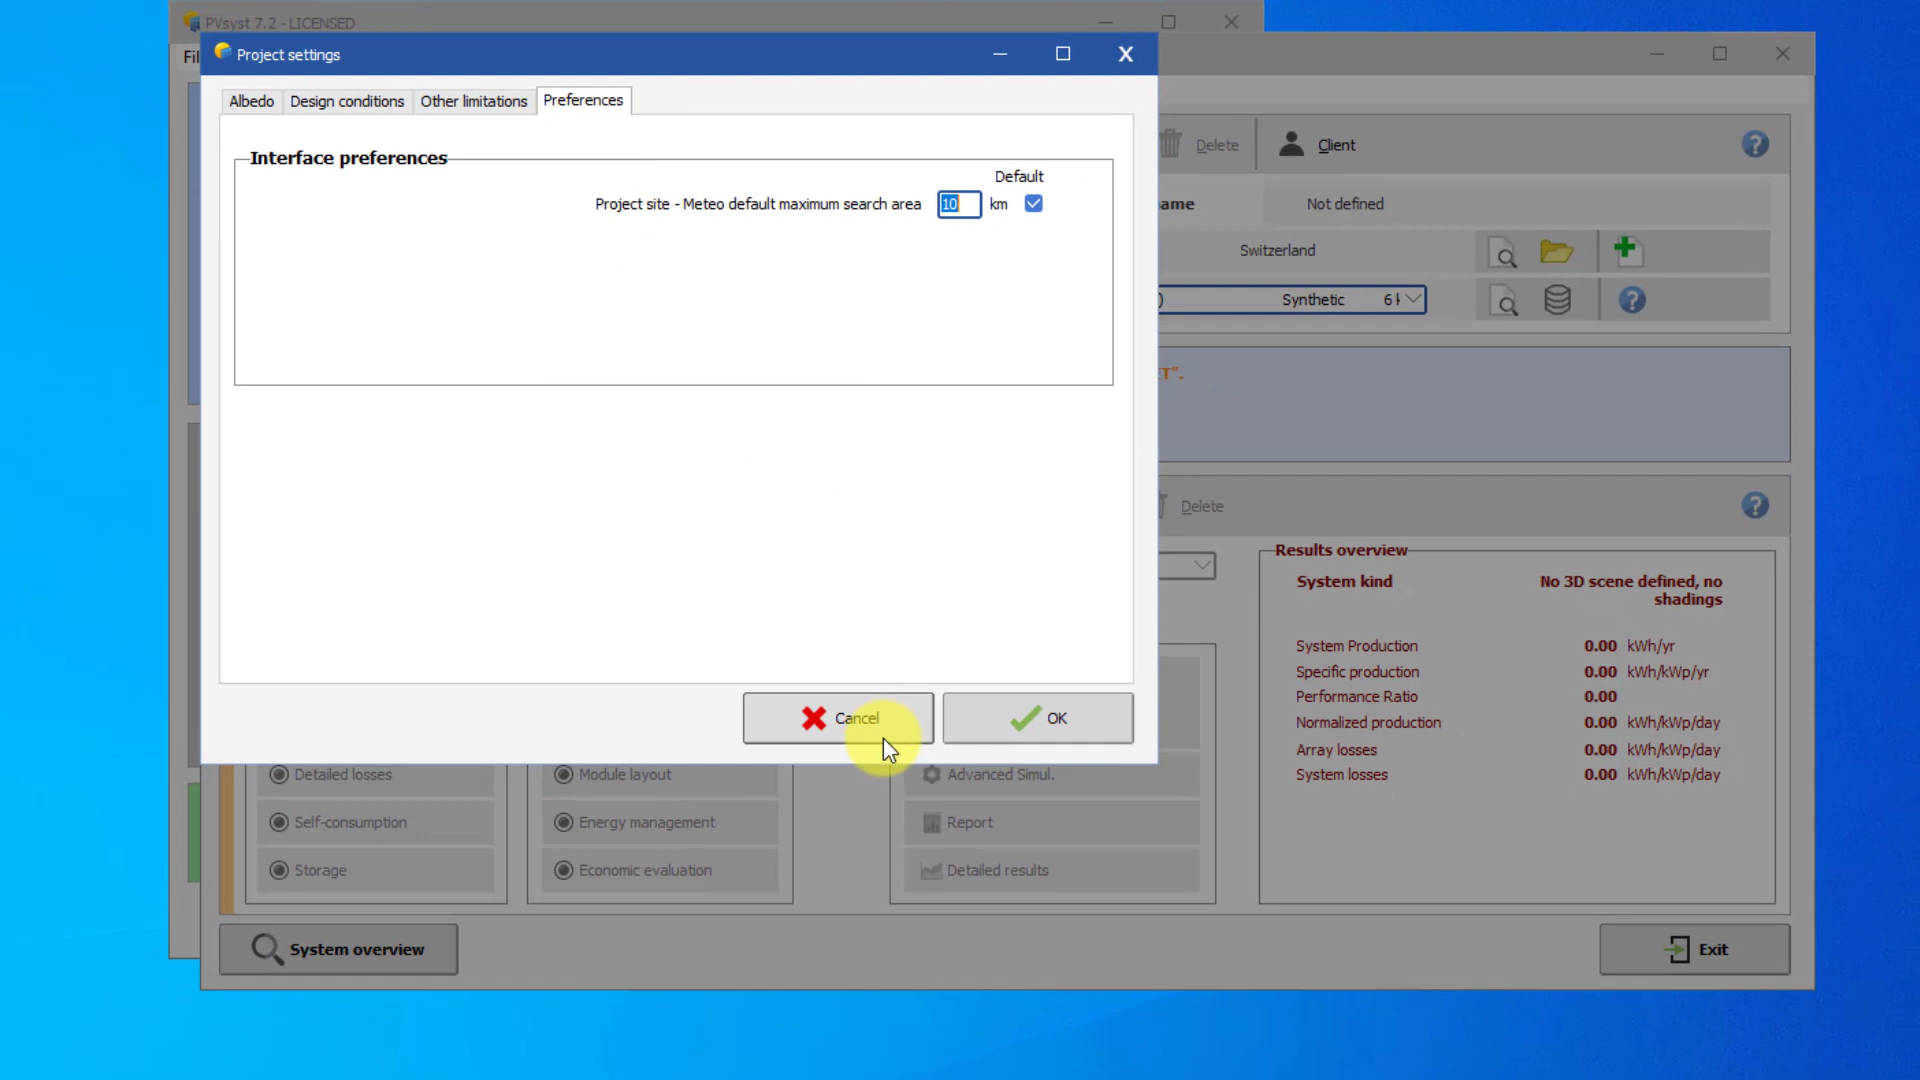 PVsyst 7.2 - LICENSED
Project settings
Albedo Design conditions Other limitations Preferences
Interface preferences
Default
Project site - Meteo default maximum search area 10 km
Cancel OK
Delete Client
Not defined
Switzerland
Synthetic 6
Delete
Results overview
System kind No 3D scene defined, no
shadings
System Production 0.00 kWh/yr
Specific production 0.00 kWh/kWp/yr
Performance Ratio 0.00
Normalized production 0.00 kWh/kWp/day
Array losses 0.00 kWh/kWp/day
System losses 0.00 kWh/kWp/day
Detailed losses Module layout Advanced Simul.
Self-consumption Energy management Report
Storage Economic evaluation Detailed results
System overview Exit